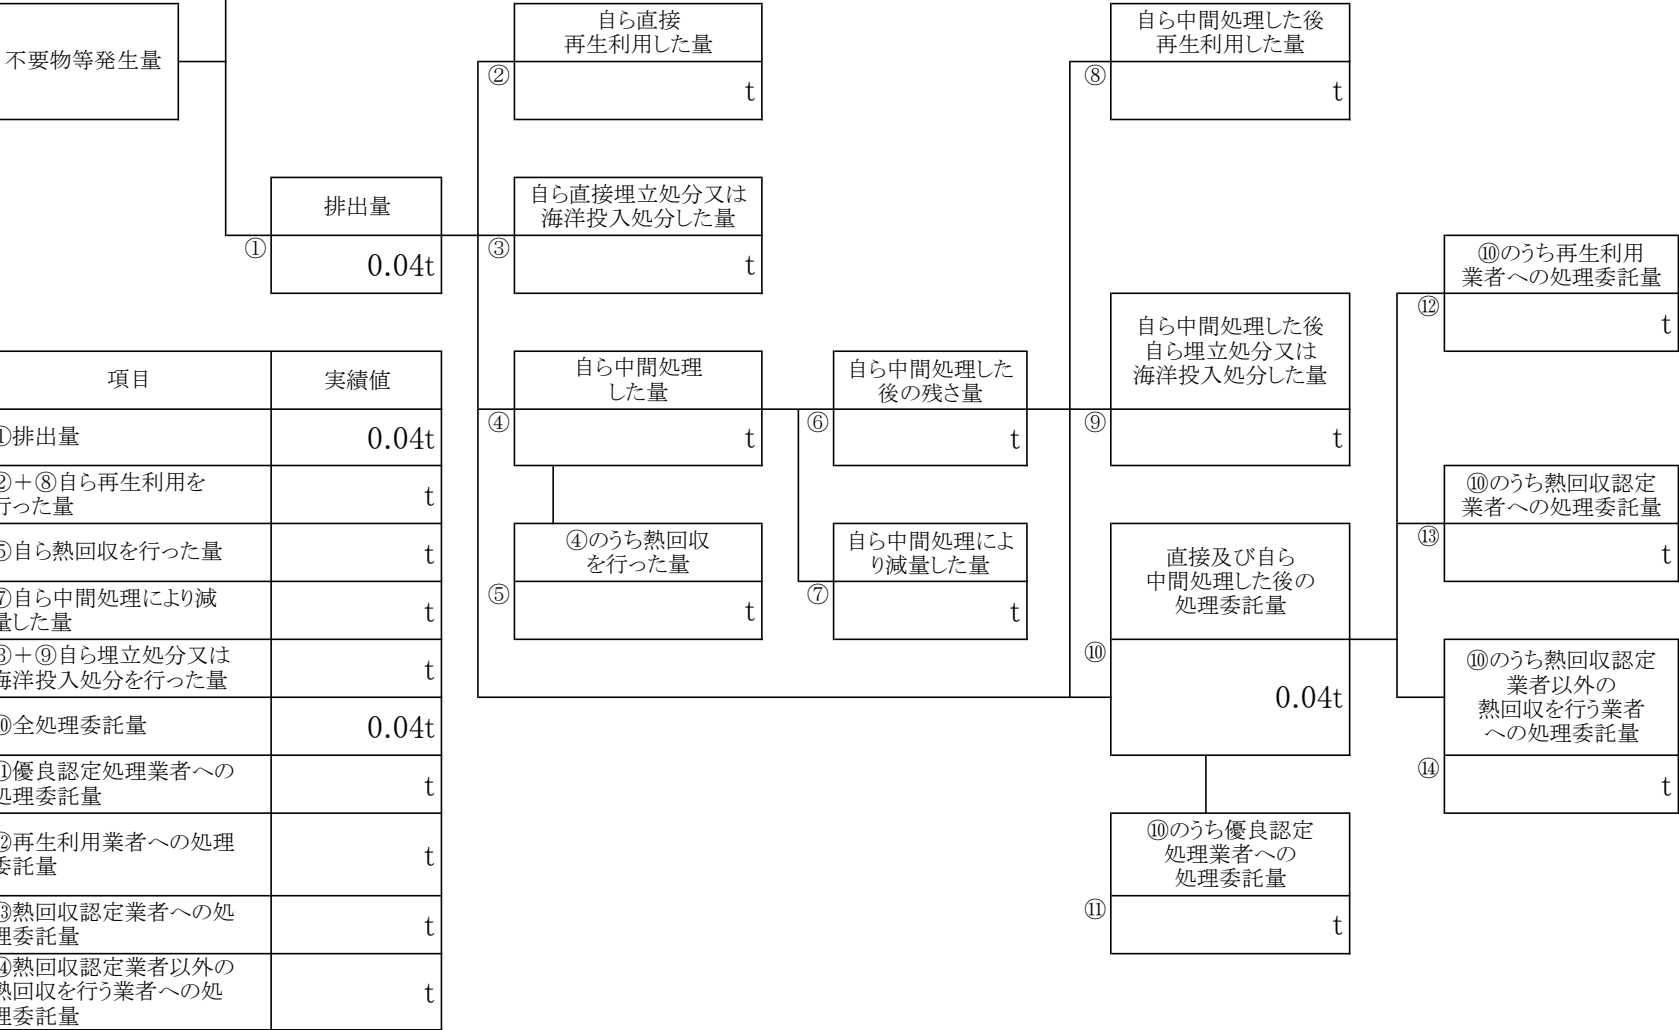 不要物等発生量
自ら直接
再生利用した量
②
t
自ら中間処理した後
再生利用した量
⑧
t
排出量
①
0.04t
自ら直接埋立処分又は
海洋投入処分した量
③
t
⑩のうち再生利用
業者への処理委託量
⑫
t
自ら中間処理
した量
④
t
自ら中間処理した
後の残さ量
⑥
t
自ら中間処理した後
自ら埋立処分又は
海洋投入処分した量
⑨
t
⑩のうち熱回収認定
業者への処理委託量
⑬
t
④のうち熱回収
を行った量
⑤
t
自ら中間処理によ
り減量した量
⑦
t
直接及び自ら
中間処理した後の
処理委託量
⑩
0.04t
⑩のうち熱回収認定
業者以外の
熱回収を行う業者
への処理委託量
⑭
t
⑩のうち優良認定
処理業者への
処理委託量
⑪
t
項目
実績値
①排出量
0.04t
②+⑧自ら再生利用を
行った量
t
⑤自ら熱回収を行った量
t
⑦自ら中間処理により減
量した量
t
③+⑨自ら埋立処分又は
海洋投入処分を行った量
t
⑩全処理委託量
0.04t
⑪優良認定処理業者への
処理委託量
t
⑫再生利用業者への処理
委託量
t
⑬熱回収認定業者への処
理委託量
t
⑭熱回収認定業者以外の
熱回収を行う業者への処
理委託量
t